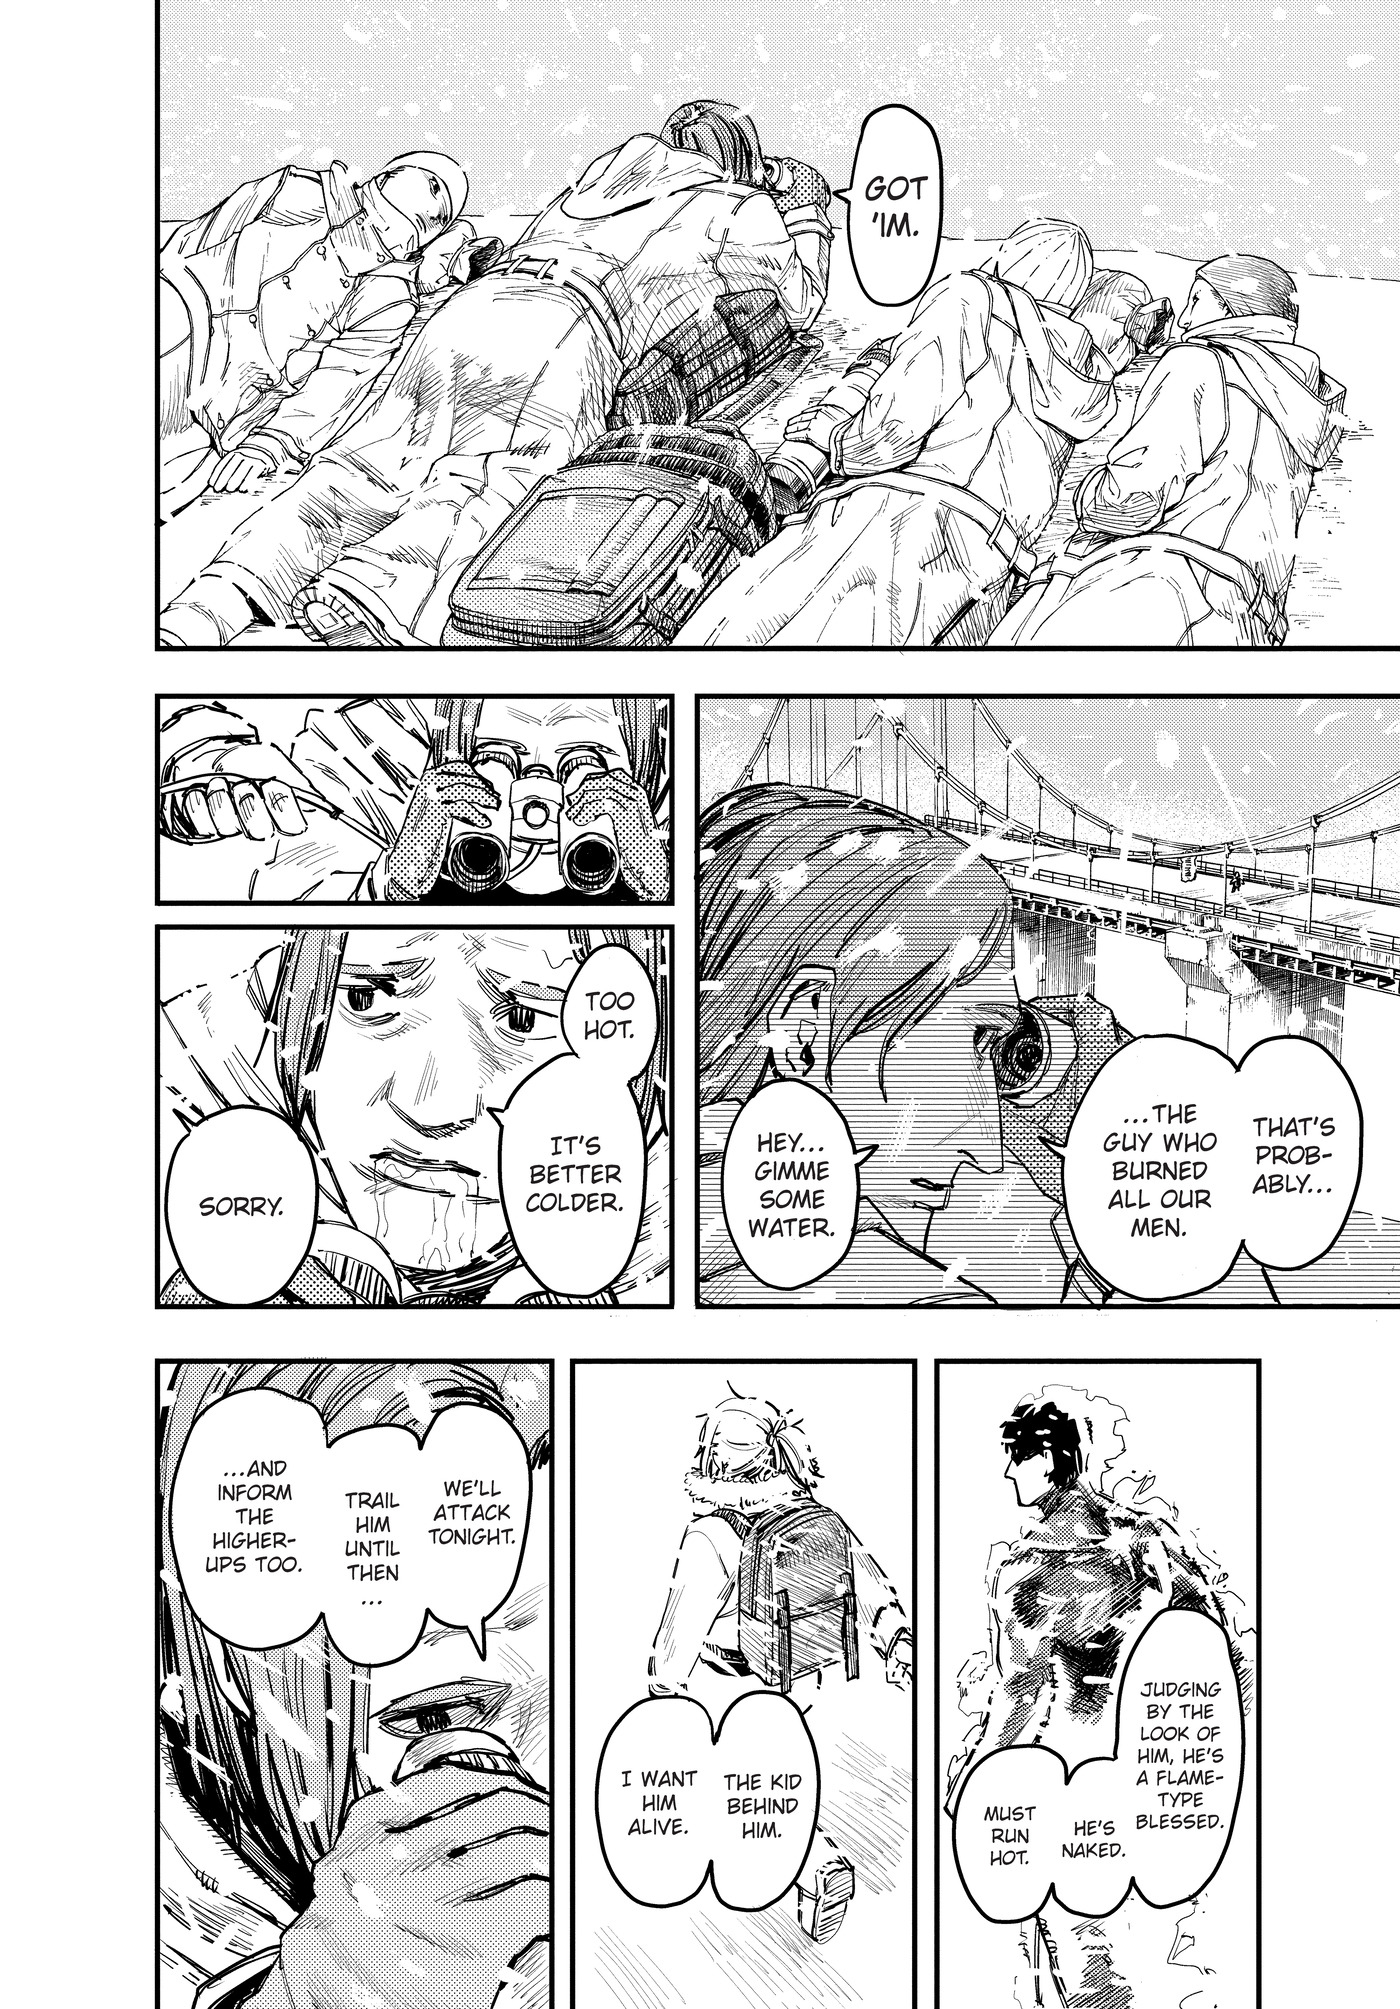 GOT
'IM.
THAT'S
PROB-
ABLY...
...THE
GUY WHO
BURNED
ALL OUR
MEN.
HEY...
GIMME
SOME
WATER.
TOO
HOT.
IT'S
BETTER
COLDER.
SORRY.
JUDGING
BY THE
LOOK OF
HIM, HE'S
A FLAME-
TYPE
BLESSED.
HE'S
NAKED.
MUST
RUN
HOT.
THE KID
BEHIND
HIM.
I WANT
HIM
ALIVE.
WE'LL
ATTACK
TONIGHT.
TRAIL
HIM
UNTIL
THEN
...
...AND
INFORM
THE
HIGHER-
UPS TOO.